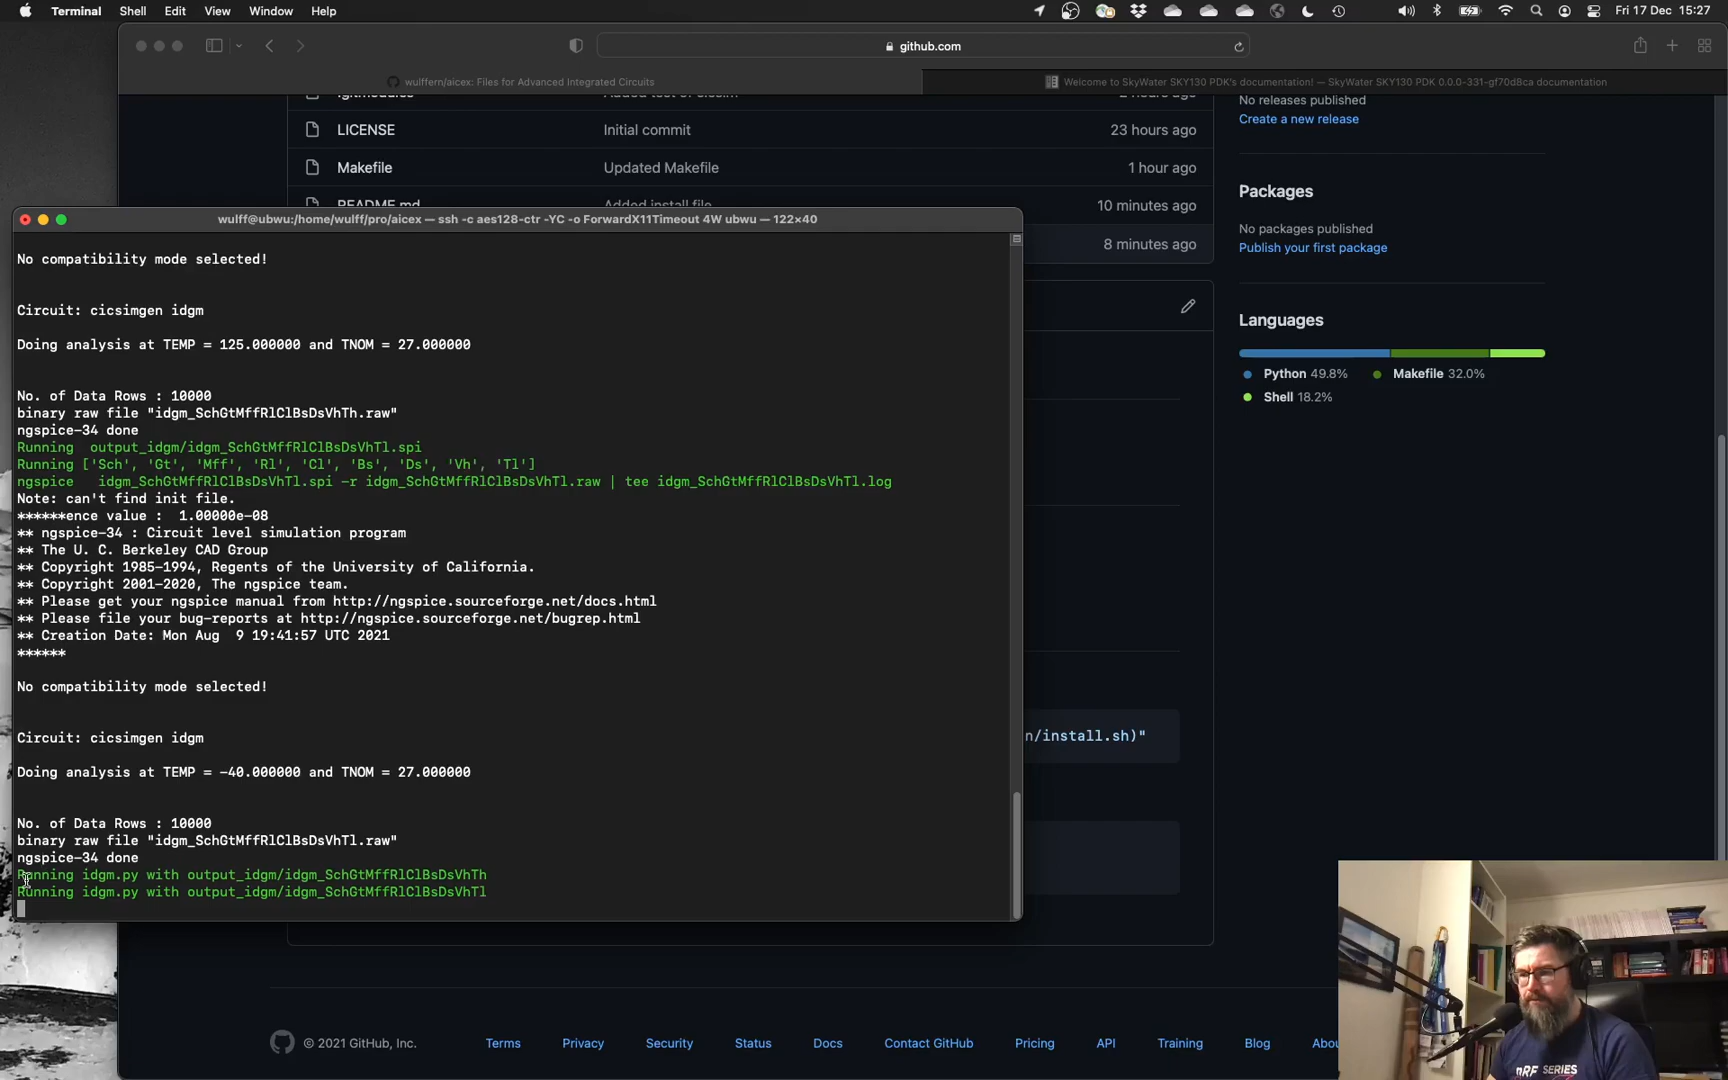 Terminal Shell Edit View Window Help
Fri 17 Dec 15:27
github.com
wulffern/aicex: Files for Advanced Integrated Circuits
Welcome to SkyWater SKY130 PDK's documentation! — SkyWater SKY130 PDK 0.0.0-331-gf70d8ca documentation
LICENSE Initial commit 23 hours ago
Makefile Updated Makefile 1 hour ago
README.md Added install file 10 minutes ago
8 minutes ago
No releases published
Create a new release
Packages
No packages published
Publish your first package
Languages
Python 49.8% Makefile 32.0%
Shell 18.2%
wulff@ubwu:/home/wulff/pro/aicex — ssh -c aes128-ctr -YC -o ForwardX11Timeout 4W ubwu — 122×40
No compatibility mode selected!
Circuit: cicsimgen idgm
Doing analysis at TEMP = 125.000000 and TNOM = 27.000000
No. of Data Rows : 10000
binary raw file "idgm_SchGtMffRlClBsDsVhTh.raw"
ngspice-34 done
Running output_idgm/idgm_SchGtMffRlClBsDsVhTl.spi
Running ['Sch', 'Gt', 'Mff', 'Rl', 'Cl', 'Bs', 'Ds', 'Vh', 'Tl']
ngspice idgm_SchGtMffRlClBsDsVhTl.spi -r idgm_SchGtMffRlClBsDsVhTl.raw | tee idgm_SchGtMffRlClBsDsVhTl.log
Note: can't find init file.
******ence value : 1.00000e-08
** ngspice-34 : Circuit level simulation program
** The U. C. Berkeley CAD Group
** Copyright 1985-1994, Regents of the University of California.
** Copyright 2001-2020, The ngspice team.
** Please get your ngspice manual from http://ngspice.sourceforge.net/docs.html
** Please file your bug-reports at http://ngspice.sourceforge.net/bugrep.html
** Creation Date: Mon Aug 9 19:41:57 UTC 2021
******
No compatibility mode selected!
Circuit: cicsimgen idgm
Doing analysis at TEMP = -40.000000 and TNOM = 27.000000
No. of Data Rows : 10000
binary raw file "idgm_SchGtMffRlClBsDsVhTl.raw"
ngspice-34 done
Running idgm.py with output_idgm/idgm_SchGtMffRlClBsDsVhTh
Running idgm.py with output_idgm/idgm_SchGtMffRlClBsDsVhTl
n/install.sh)"
© 2021 GitHub, Inc. Terms Privacy Security Status Docs Contact GitHub Pricing API Training Blog Abou
nRF SERIES